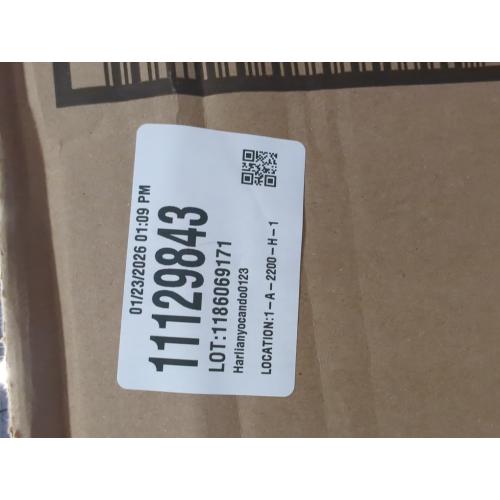 01/23/2026 01:09 PM
11129843
LOT:1186069171
Harlianyocando0123
LOCATION:1-A-2200-H-1